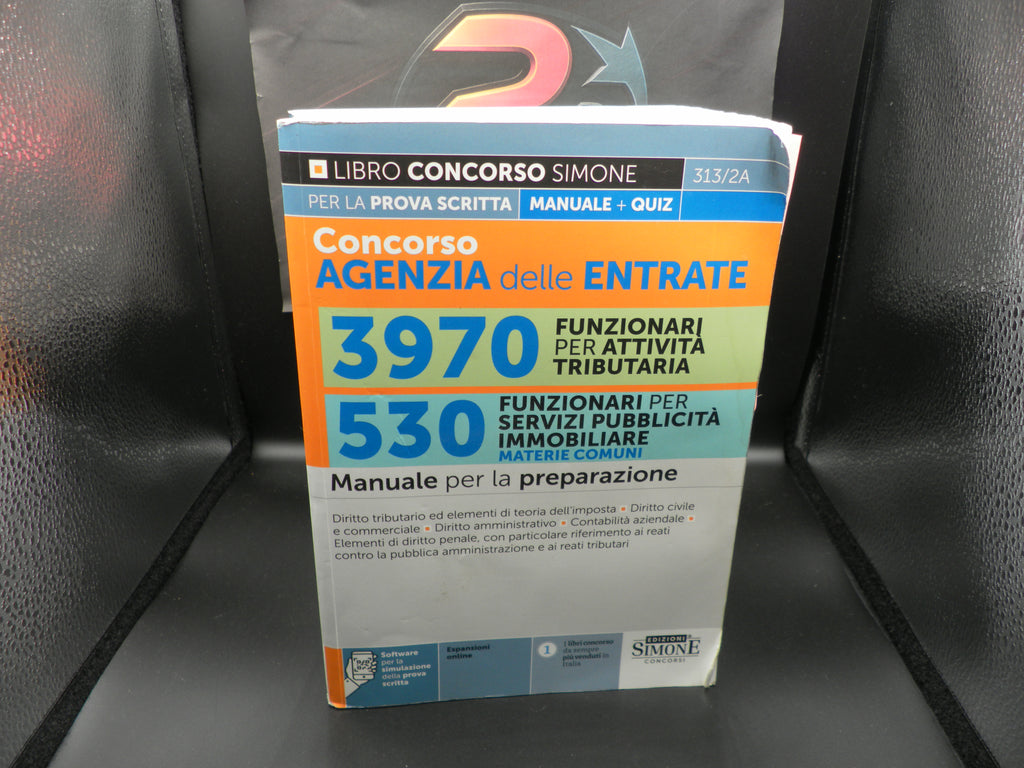 LIBRO CONCORSO SIMONE
313/2A
PER LA PROVA SCRITTA
MANUALE + QUIZ
Concorso
AGENZIA delle ENTRATE
3970
FUNZIONARI
PER ATTIVITÀ
TRIBUTARIA
530
FUNZIONARI PER
SERVIZI PUBBLICITÀ
IMMOBILIARE
MATERIE COMUNI
Manuale per la preparazione
Diritto tributario ed elementi di teoria dell'imposta ▪ Diritto civile
e commerciale ▪ Diritto amministrativo ▪ Contabilità aziendale ▪
Elementi di diritto penale, con particolare riferimento ai reati
contro la pubblica amministrazione e ai reati tributari
Software
per la
simulazione
della prova
scritta
Espansioni
online
1
I libri concorso
da sempre
più venduti in
Italia
EDIZIONI
SIMONE
CONCORSI